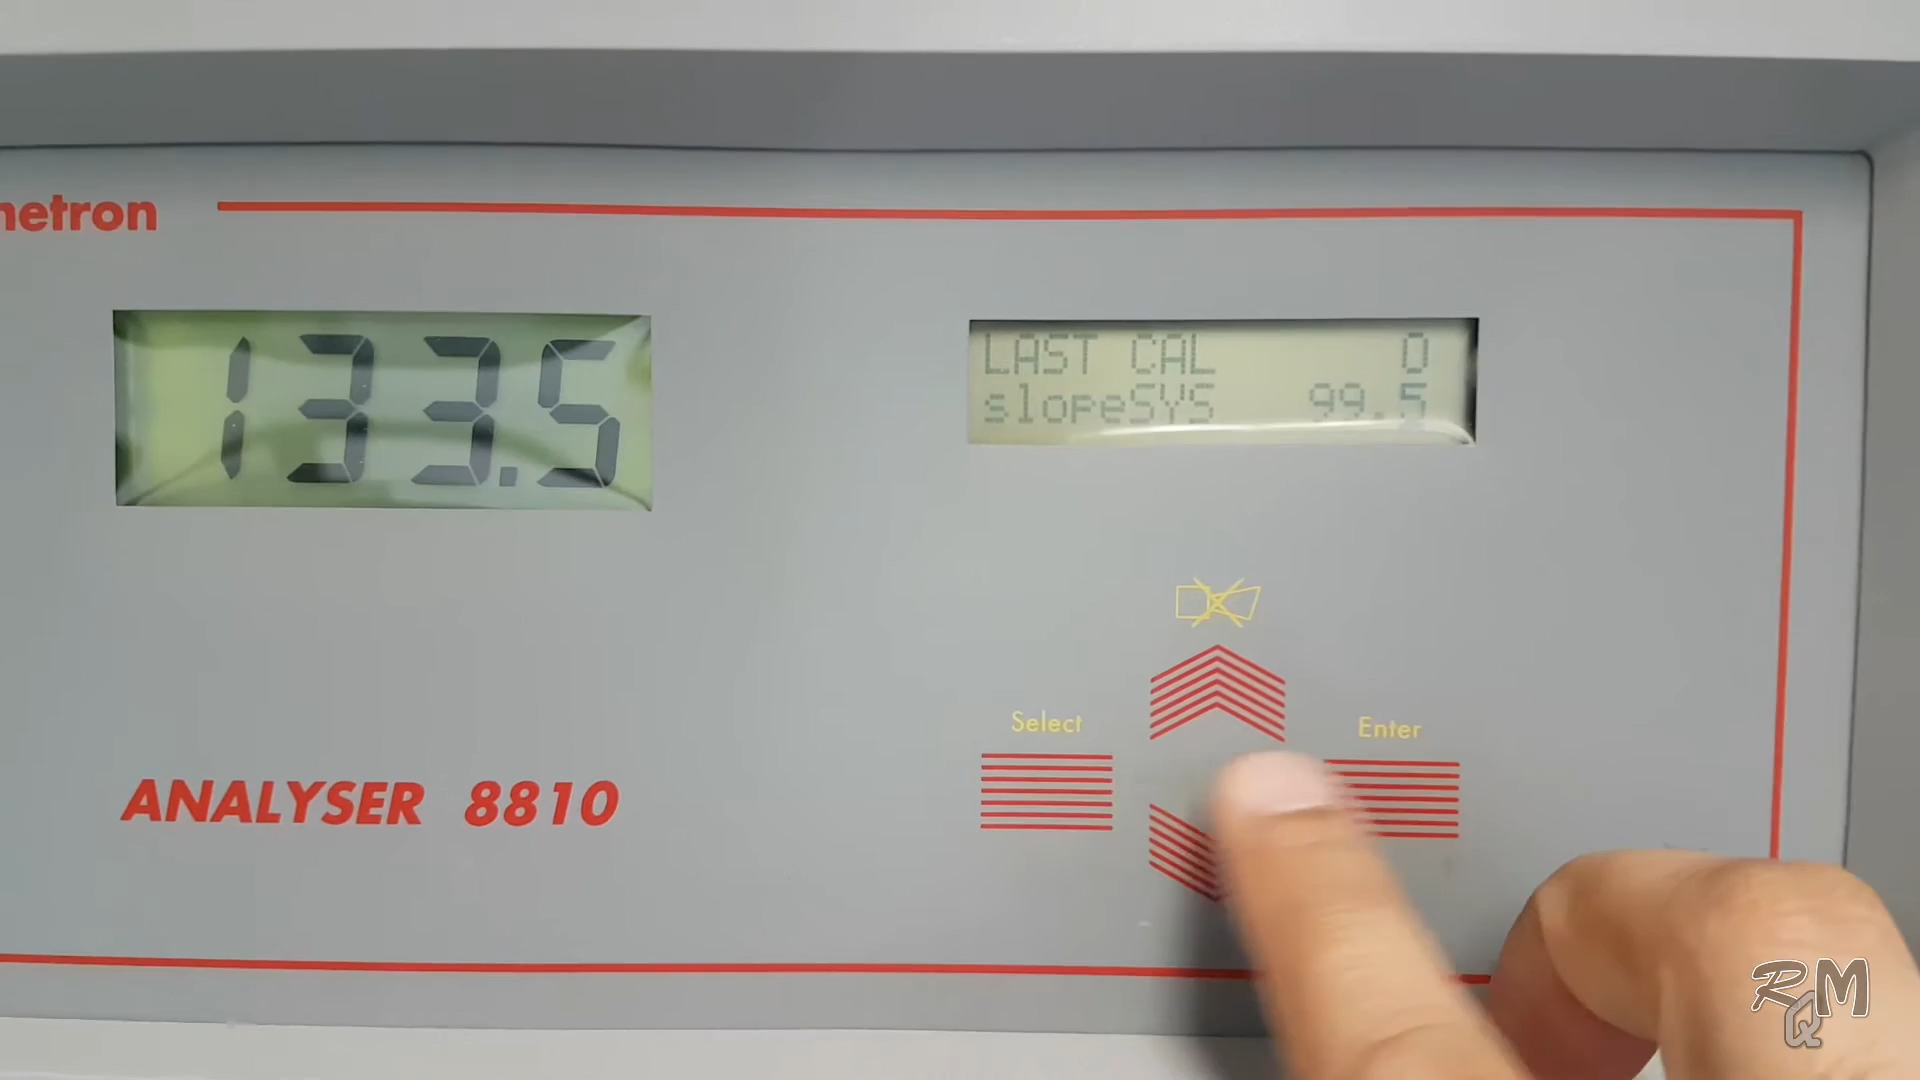 netron
133.5
LAST CAL 0
slopeSYS 99.5
Select
Enter
ANALYSER 8810
RQM